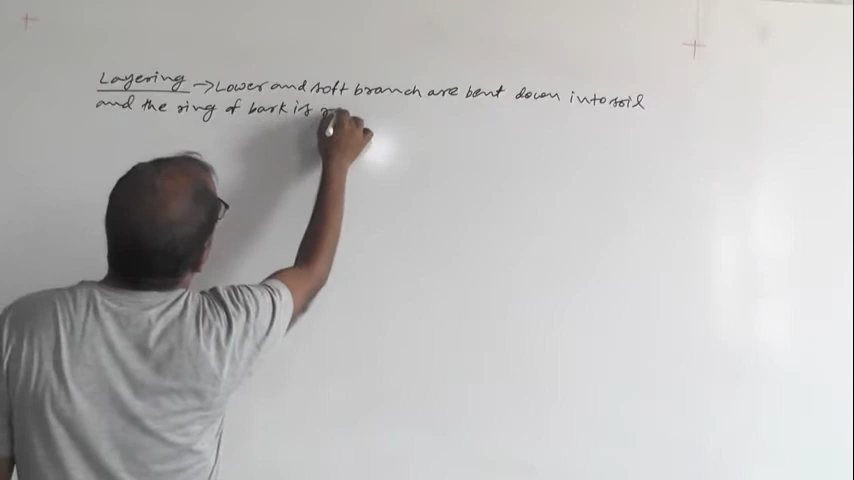 Layering → Lower and soft branch are bent down into soil
and the ring of bark is